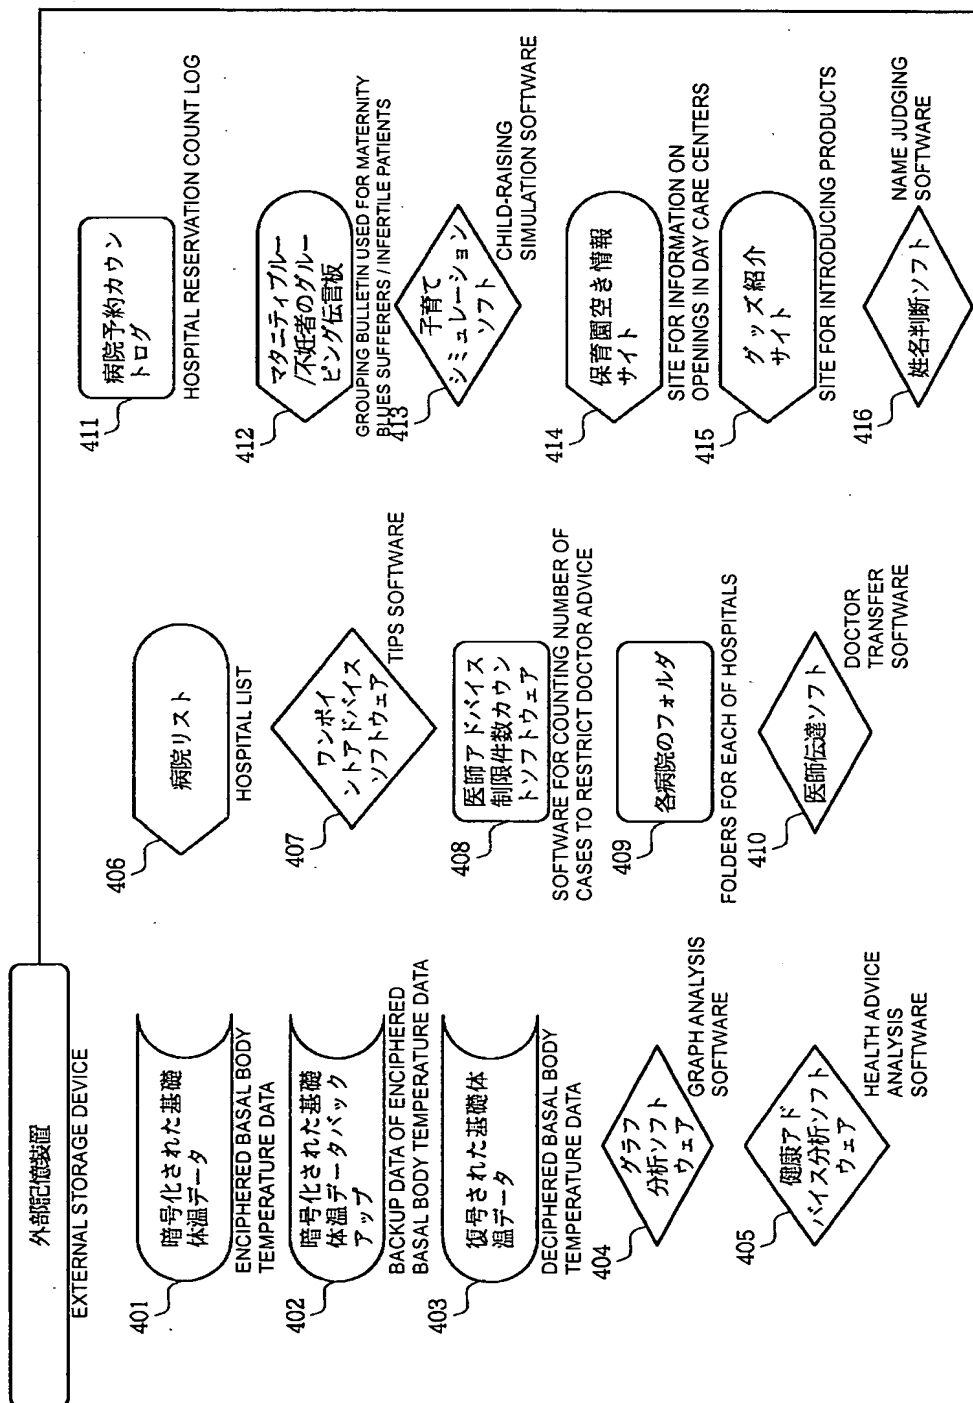 外部記憶装置
EXTERNAL STORAGE DEVICE
401
暗号化された基礎
体温データ
ENCIPHERED BASAL BODY
TEMPERATURE DATA
402
暗号化された基礎
体温データバック
アップ
BACKUP DATA OF ENCIPHERED
BASAL BODY TEMPERATURE DATA
403
復号された基礎体
温データ
DECIPHERED BASAL BODY
TEMPERATURE DATA
404
グラフ
分析ソフト
ウェア
GRAPH ANALYSIS
SOFTWARE
405
健康アド
バイス分析ソフト
ウェア
HEALTH ADVICE
ANALYSIS
SOFTWARE
406
病院リスト
HOSPITAL LIST
407
ワンポイ
ントアドバイス
ソフトウェア
TIPS SOFTWARE
408
医師アドバイス
制限件数カウン
トソフトウェア
SOFTWARE FOR COUNTING NUMBER OF
CASES TO RESTRICT DOCTOR ADVICE
409
各病院のフォルダ
FOLDERS FOR EACH OF HOSPITALS
410
医師伝達ソフト
DOCTOR
TRANSFER
SOFTWARE
411
病院予約カウン
トログ
HOSPITAL RESERVATION COUNT LOG
412
マタニティブルー
/不妊者のグルー
ピング伝言板
GROUPING BULLETIN USED FOR MATERNITY
BLUES SUFFERERS / INFERTILE PATIENTS
413
子育て
シミュレーション
ソフト
CHILD-RAISING
SIMULATION SOFTWARE
414
保育園空き情報
サイト
SITE FOR INFORMATION ON
OPENINGS IN DAY CARE CENTERS
415
グッズ紹介
サイト
SITE FOR INTRODUCING PRODUCTS
416
姓名判断ソフト
NAME JUDGING
SOFTWARE